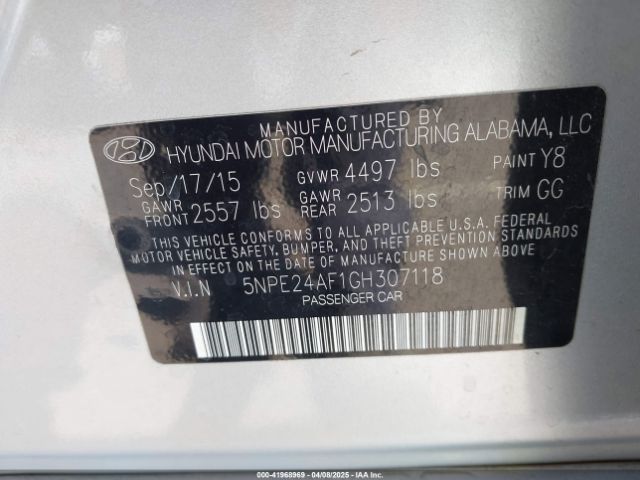 MANUFACTURED BY
HYUNDAI MOTOR MANUFACTURING ALABAMA, LLC
Sep/17/15 GVWR 4497 lbs PAINT Y8
GAWR FRONT 2557 lbs GAWR REAR 2513 lbs TRIM GG
THIS VEHICLE CONFORMS TO ALL APPLICABLE U.S.A. FEDERAL
MOTOR VEHICLE SAFETY, BUMPER, AND THEFT PREVENTION STANDARDS
IN EFFECT ON THE DATE OF MANUFACTURE SHOWN ABOVE.
V.I.N 5NPE24AF1GH307118
PASSENGER CAR
000-41968969 04/08/2025 IAAI.COM